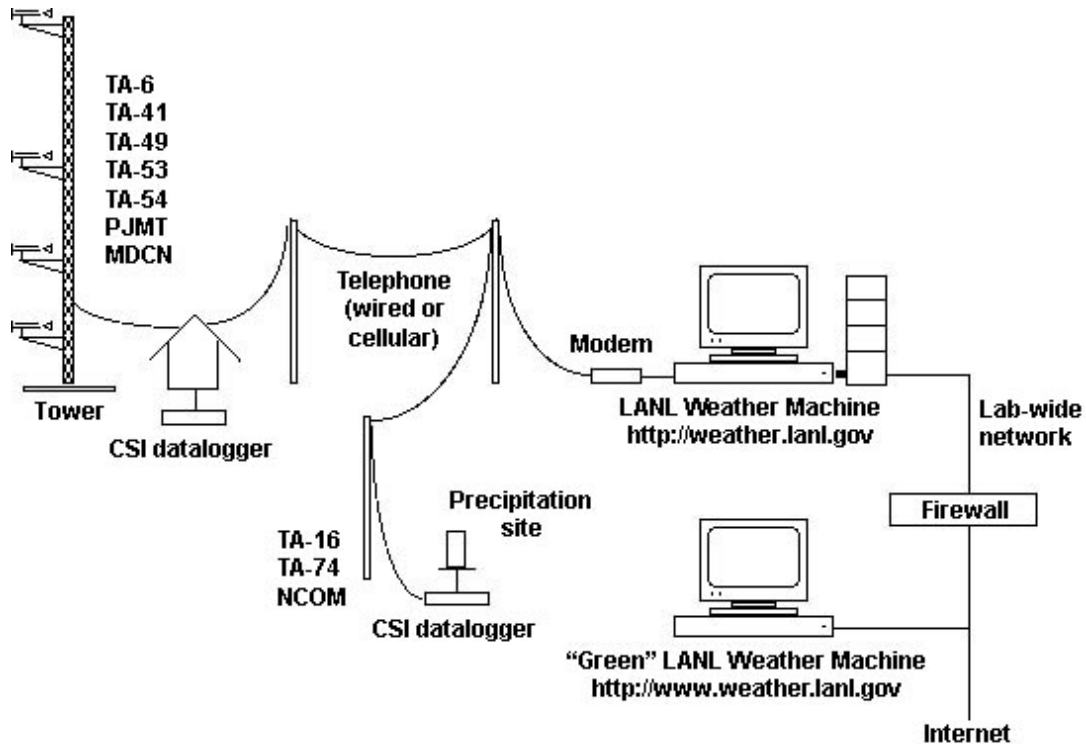 TA-6
TA-41
TA-49
TA-53
TA-54
PJMT
MDCN
Tower
CSI datalogger
Telephone
(wired or
cellular)
Modem
LANL Weather Machine
http://weather.lanl.gov
Lab-wide
network
Firewall
Precipitation
site
TA-16
TA-74
NCOM
CSI datalogger
“Green” LANL Weather Machine
http://www.weather.lanl.gov
Internet